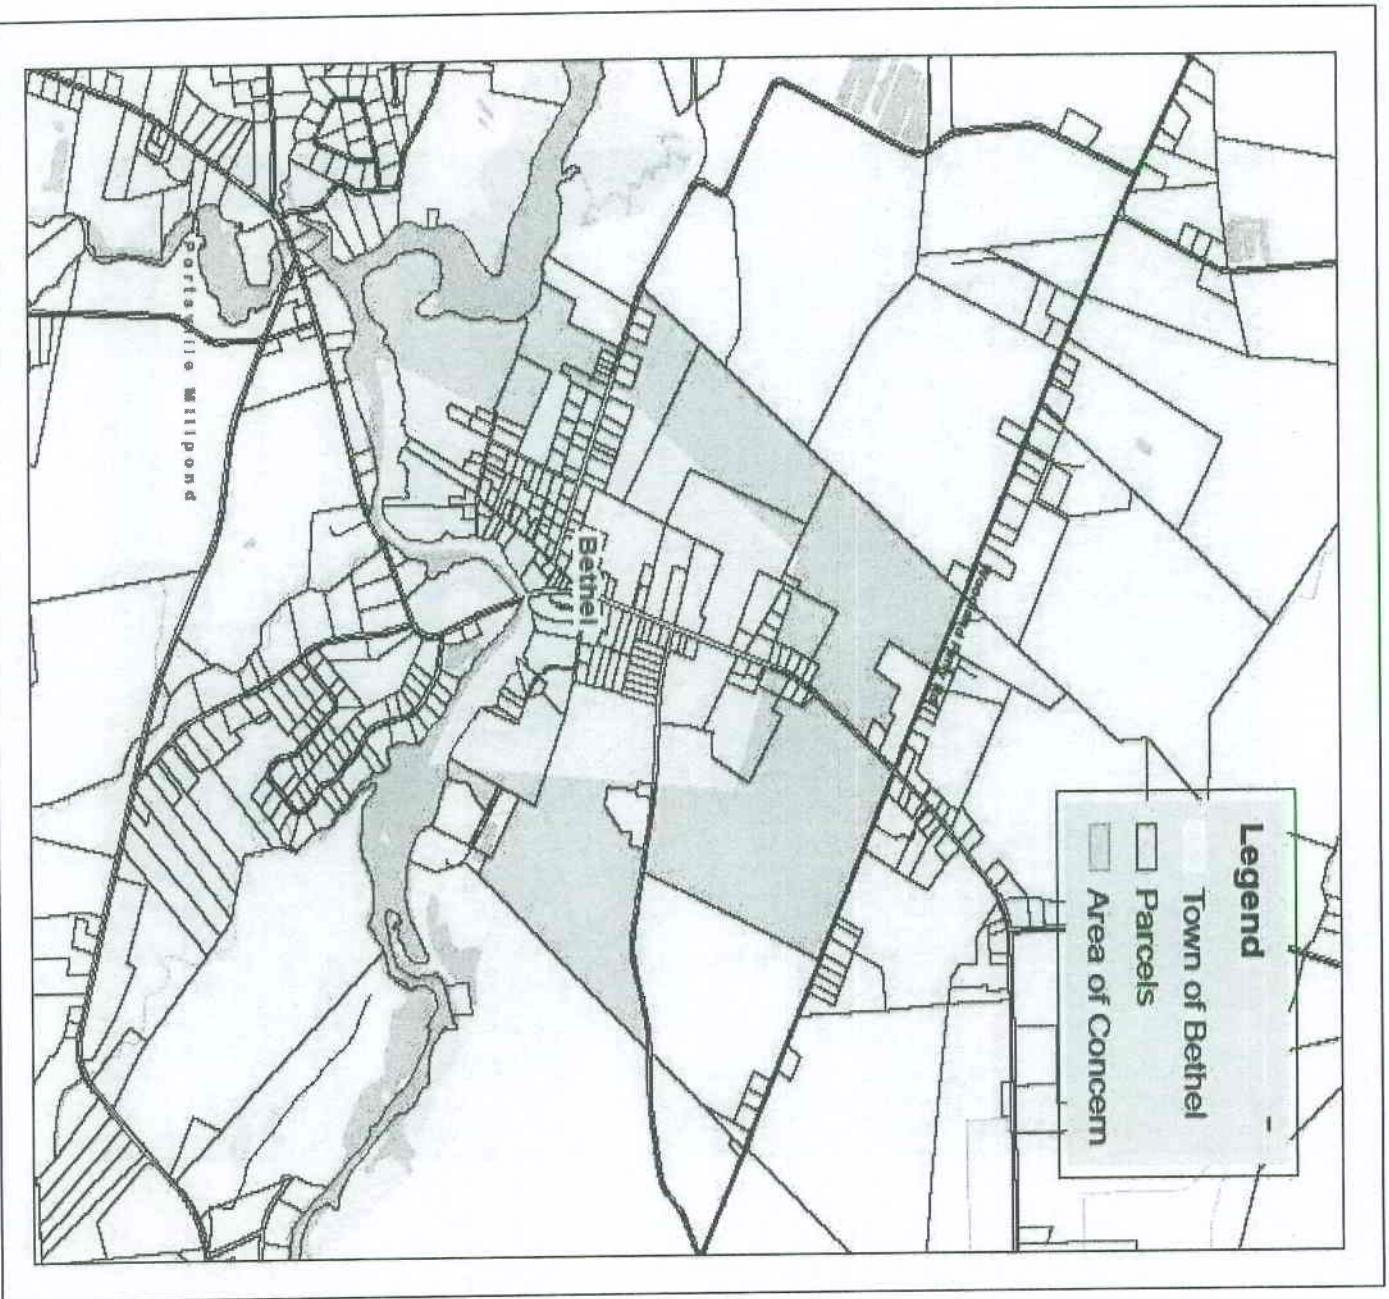 Legend
Town of Bethel
Parcels
Area of Concern
Bethel
Portsville Millpond